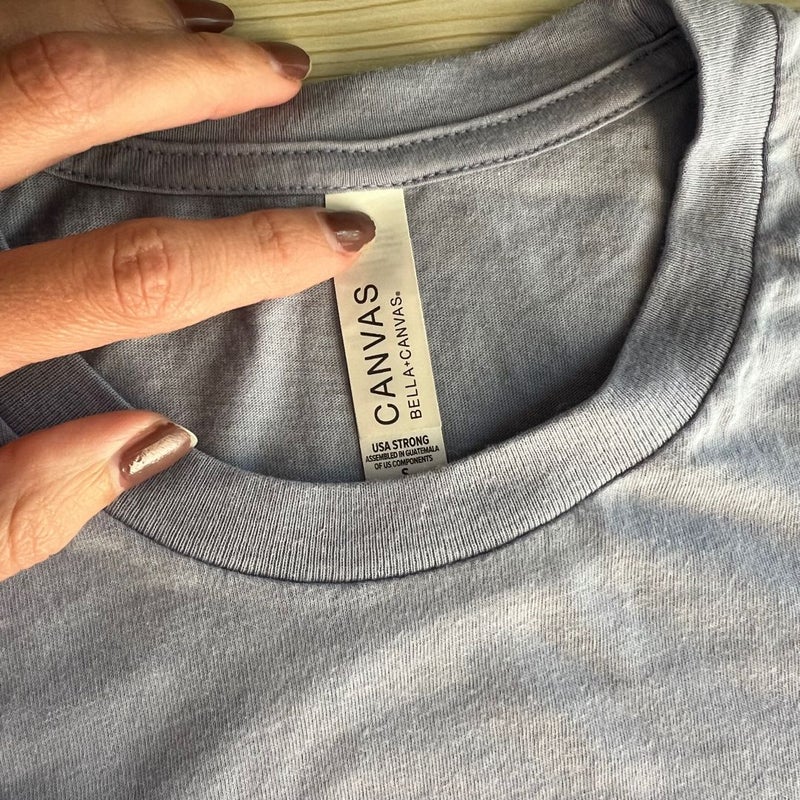 CANVAS
BELLA+CANVAS®
USA STRONG
ASSEMBLED IN GUATEMALA
OF US COMPONENTS
S